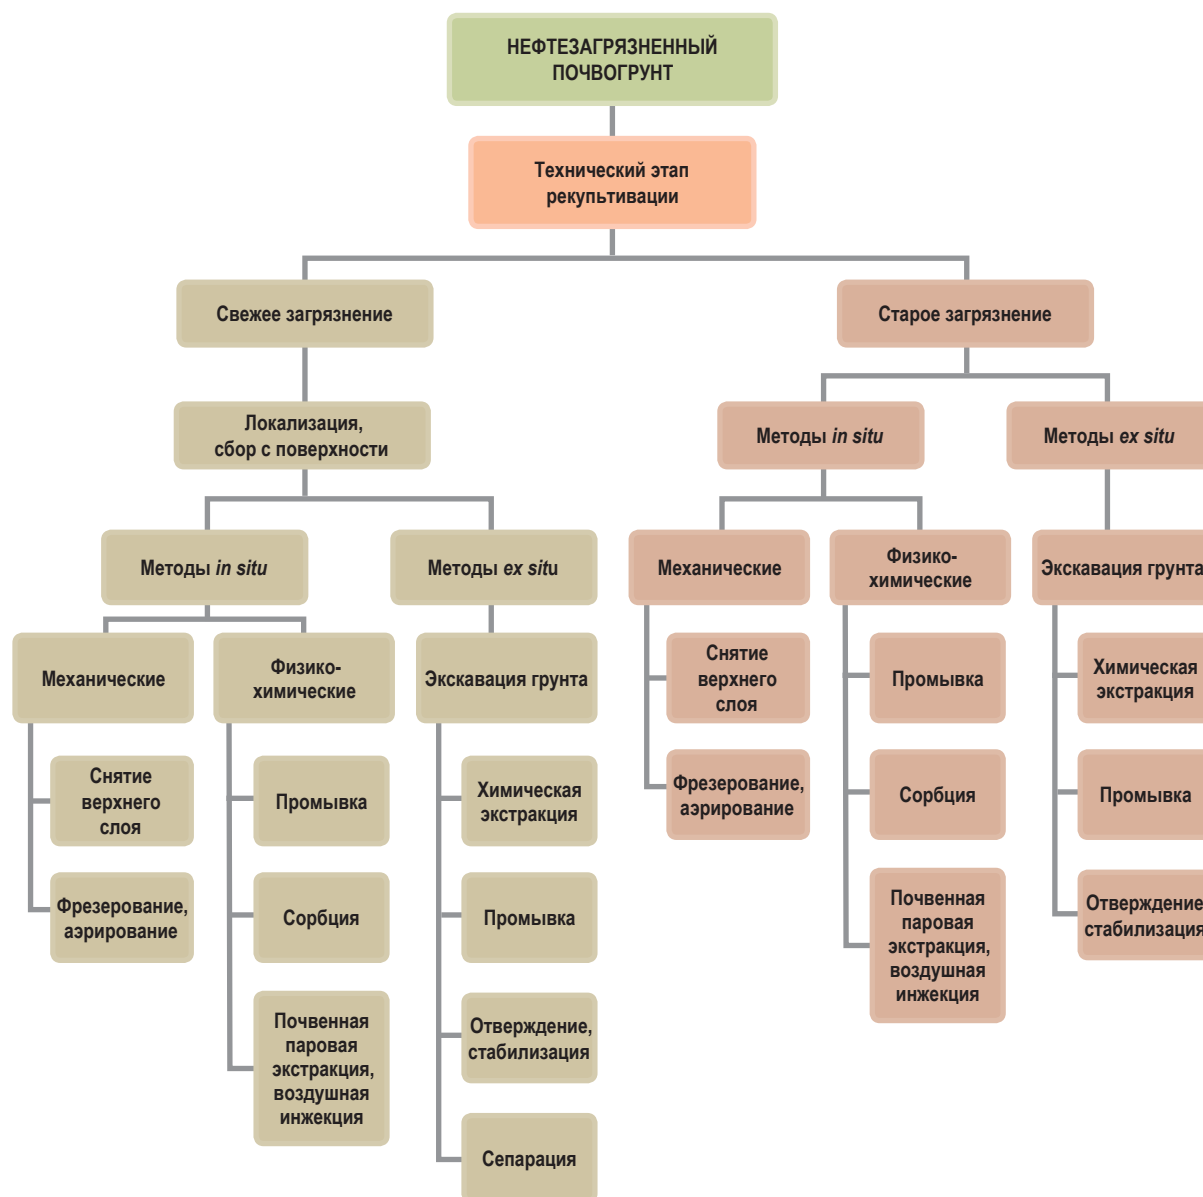 НЕФТЕЗАГРЯЗНЕННЫЙ
ПОЧВОГРУНТ
Технический этап
рекультивации
Свежее загрязнение
Старое загрязнение
Локализация,
сбор с поверхности
Методы in situ
Методы ex situ
Методы in situ
Методы ex situ
Механические
Физико-
химические
Экскавация грунта
Механические
Физико-
химические
Экскавация грунта
Снятие
верхнего
слоя
Фрезерование,
аэрирование
Промывка
Сорбция
Почвенная
паровая
экстракция,
воздушная
инжекция
Химическая
экстракция
Промывка
Отверждение,
стабилизация
Сепарация
Снятие
верхнего
слоя
Фрезерование,
аэрирование
Промывка
Сорбция
Почвенная
паровая
экстракция,
воздушная
инжекция
Химическая
экстракция
Промывка
Отверждение,
стабилизация